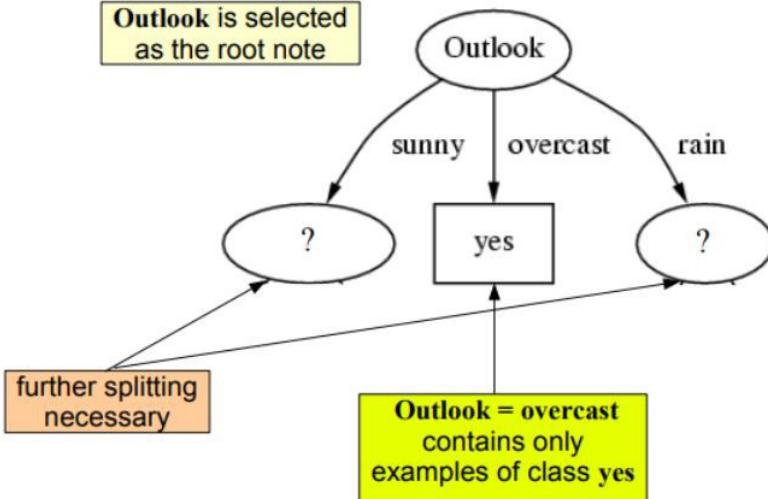 Outlook is selected
as the root note
Outlook
sunny
overcast
rain
?
yes
?
further splitting
necessary
Outlook = overcast
contains only
examples of class yes